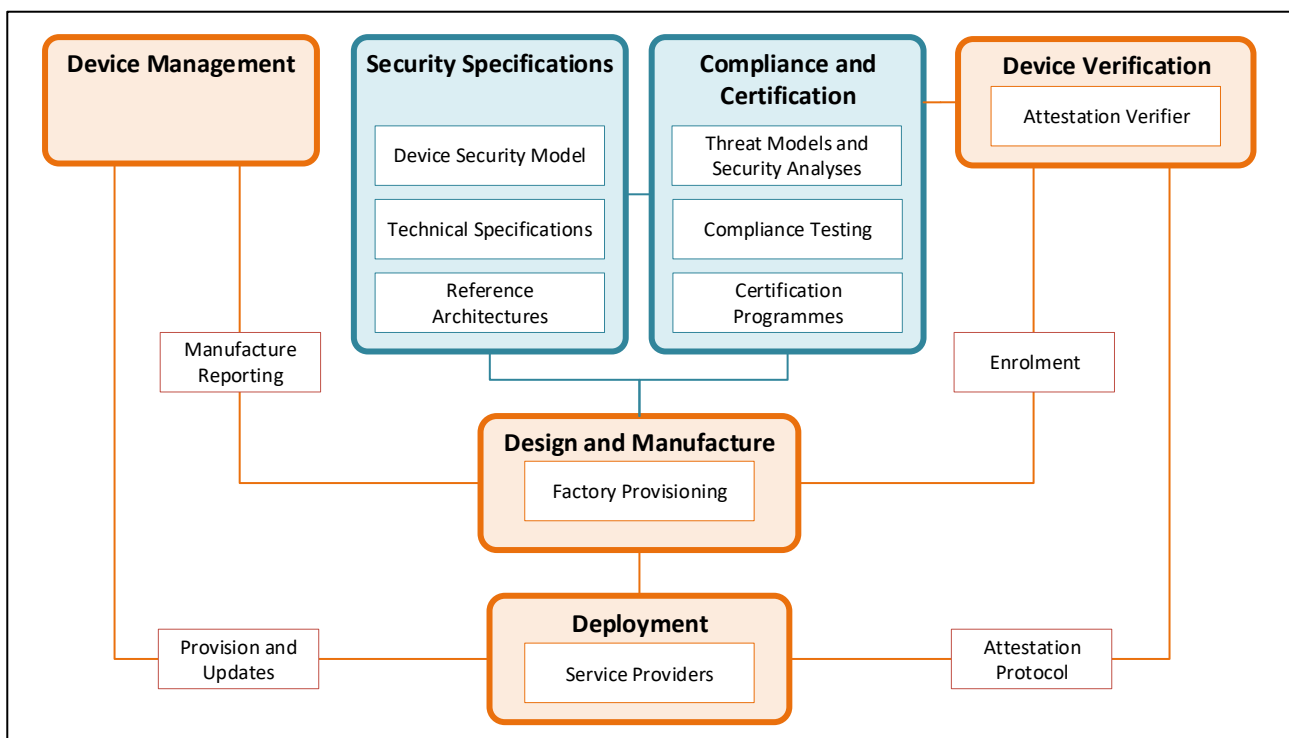 Device Management
Security Specifications
Device Security Model
Technical Specifications
Reference
Architectures
Compliance and
Certification
Threat Models and
Security Analyses
Compliance Testing
Certification
Programmes
Device Verification
Attestation Verifier
Manufacture
Reporting
Enrolment
Design and Manufacture
Factory Provisioning
Provision and
Updates
Deployment
Service Providers
Attestation
Protocol